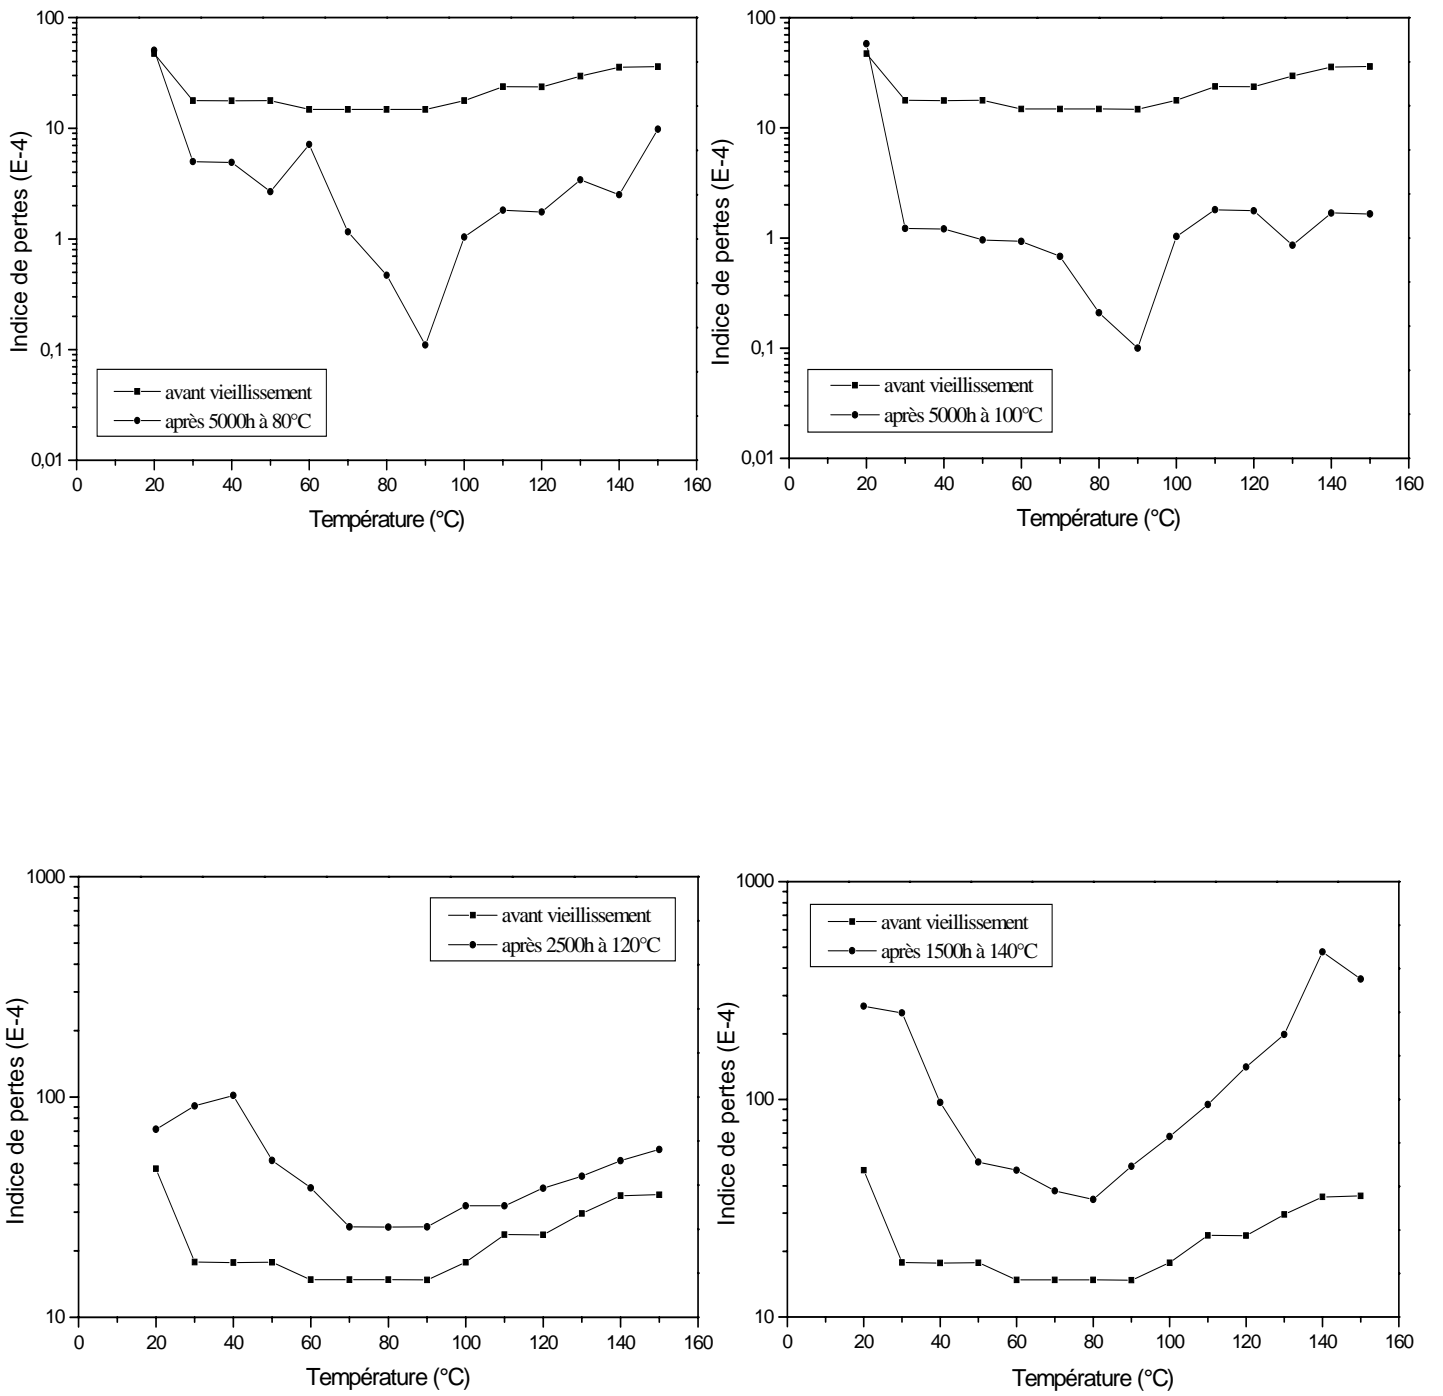 100
10
1
0,1
0,01
0 20 40 60 80 100 120 140 160
Indice de pertes (E-4)
Température (°C)
avant vieillissement
après 5000h à 80°C
100
10
1
0,1
0,01
0 20 40 60 80 100 120 140 160
Indice de pertes (E-4)
Température (°C)
avant vieillissement
après 5000h à 100°C
1000
100
10
0 20 40 60 80 100 120 140 160
Indice de pertes (E-4)
Température (°C)
avant vieillissement
après 2500h à 120°C
1000
100
10
0 20 40 60 80 100 120 140 160
Indice de pertes (E-4)
Température (°C)
avant vieillissement
après 1500h à 140°C